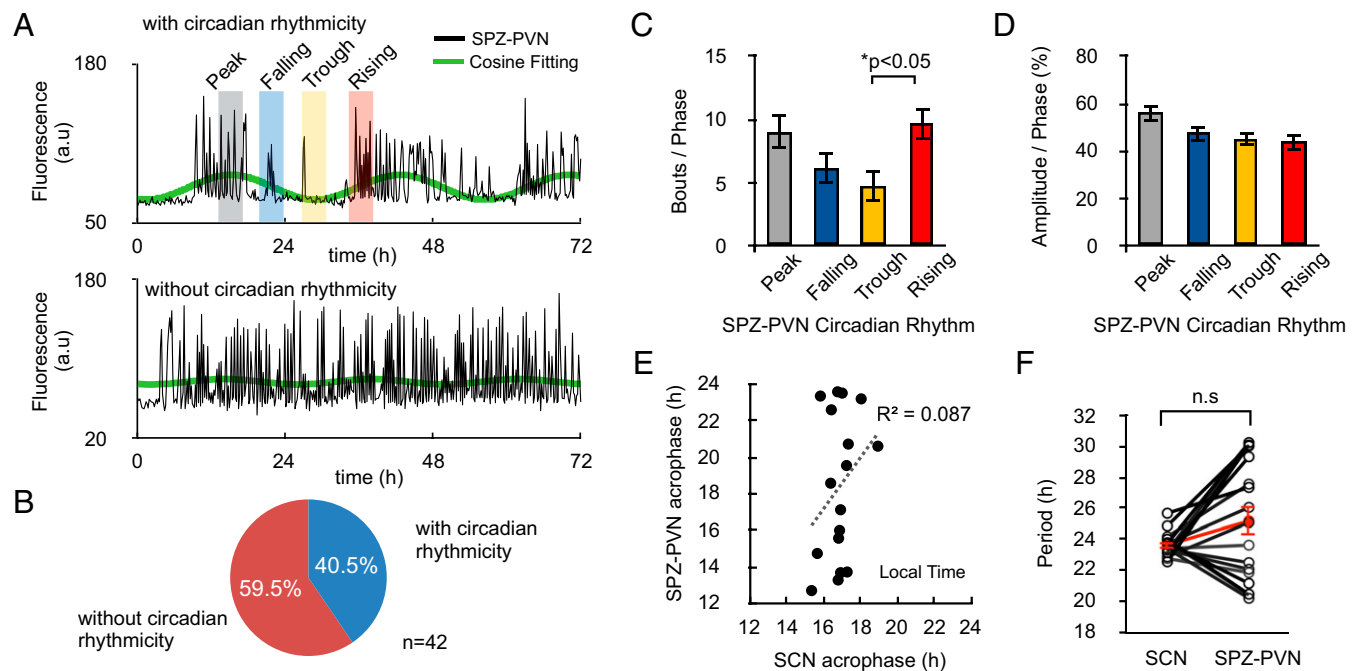 A
with circadian rhythmicity
SPZ-PVN
Cosine Fitting
Peak
Falling
Trough
Rising
180
50
Fluorescence
(a.u)
0
24
48
72
time (h)
180
without circadian rhythmicity
20
Fluorescence
(a.u)
0
24
48
72
time (h)
B
40.5%
59.5%
with circadian
rhythmicity
without circadian
rhythmicity
n=42
C
15
10
5
0
Bouts / Phase
*p<0.05
Peak
Falling
Trough
Rising
SPZ-PVN Circadian Rhythm
D
80
60
40
20
0
Amplitude / Phase (%)
Peak
Falling
Trough
Rising
SPZ-PVN Circadian Rhythm
E
24
22
20
18
16
14
12
SPZ-PVN acrophase (h)
R² = 0.087
Local Time
12
14
16
18
20
22
24
SCN acrophase (h)
F
n.s
32
30
28
26
24
22
20
18
Period (h)
SCN
SPZ-PVN